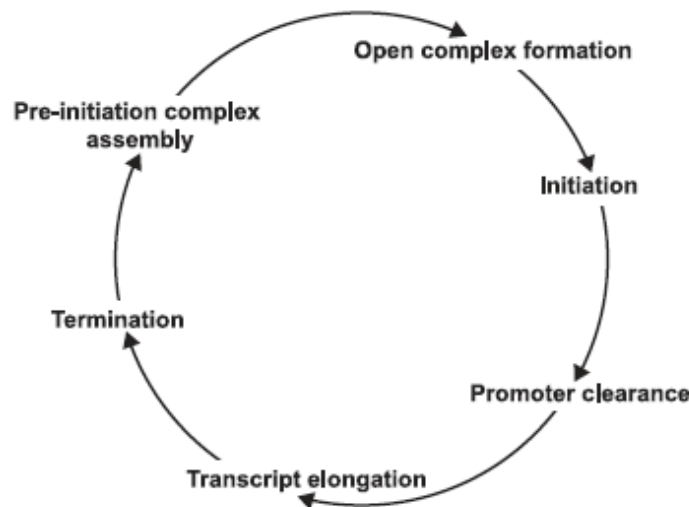 Open complex formation
Pre-initiation complex
assembly
Initiation
Termination
Promoter clearance
Transcript elongation